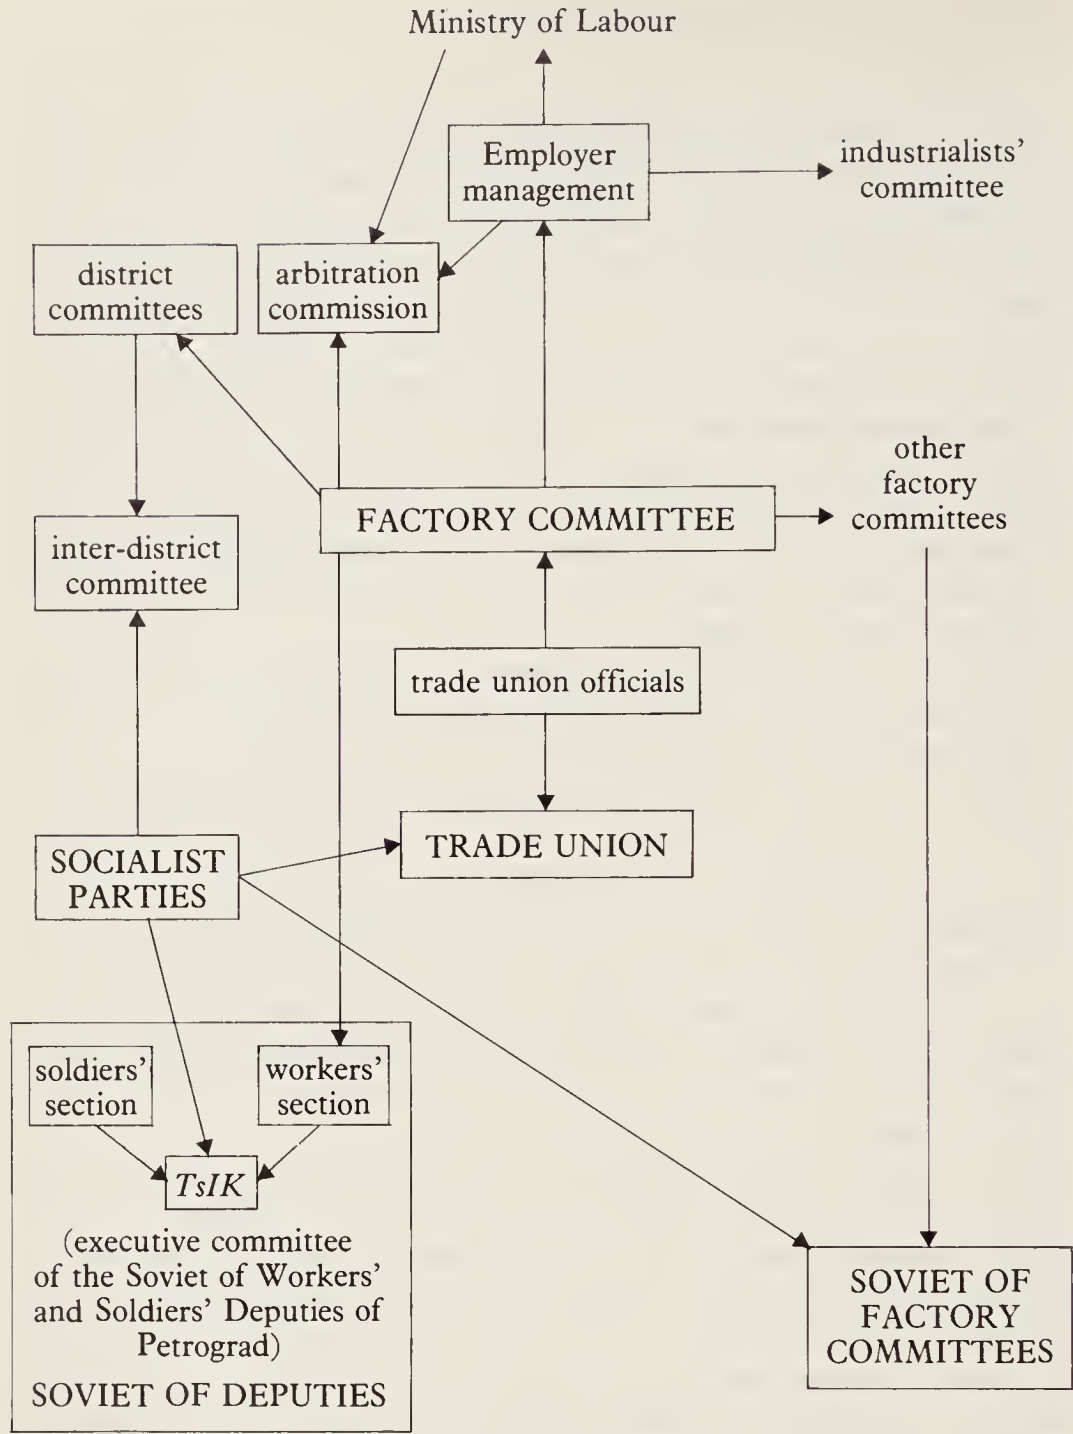 Ministry of Labour
Employer
management
industrialists'
committee
district
committees
arbitration
commission
other
factory
committees
FACTORY COMMITTEE
inter-district
committee
trade union officials
SOCIALIST
PARTIES
TRADE UNION
soldiers'
section
workers'
section
TsIK
(executive committee
of the Soviet of Workers'
and Soldiers' Deputies of
Petrograd)
SOVIET OF DEPUTIES
SOVIET OF
FACTORY
COMMITTEES